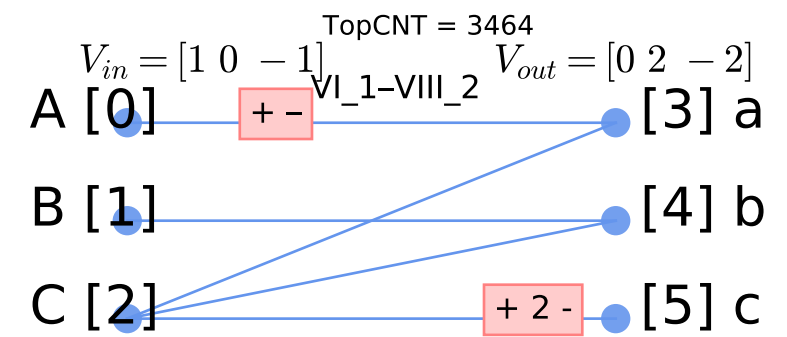 TopCNT = 3464
V_in = [1 0 −1] V_out = [0 2 −2]
VI_1–VIII_2
A [0] + − [3] a
B [1] [4] b
C [2] + 2 - [5] c